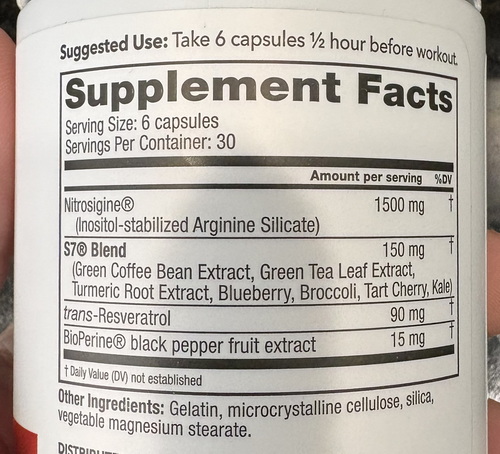 Suggested Use: Take 6 capsules ½ hour before workout.
Supplement Facts
Serving Size: 6 capsules
Servings Per Container: 30
Amount per serving %DV
Nitrosigine® 1500 mg †
(Inositol-stabilized Arginine Silicate)
S7® Blend 150 mg †
(Green Coffee Bean Extract, Green Tea Leaf Extract,
Turmeric Root Extract, Blueberry, Broccoli, Tart Cherry, Kale)
trans-Resveratrol 90 mg †
BioPerine® black pepper fruit extract 15 mg †
† Daily Value (DV) not established
Other Ingredients: Gelatin, microcrystalline cellulose, silica,
vegetable magnesium stearate.